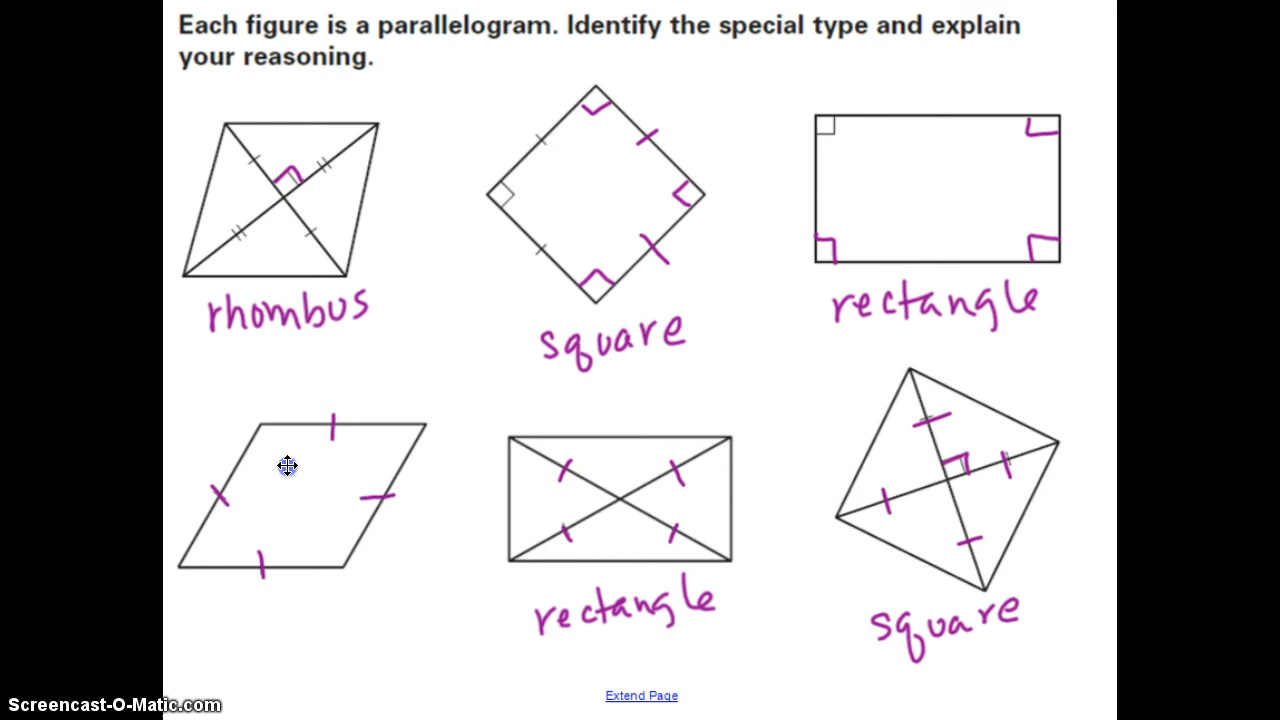 Each figure is a parallelogram. Identify the special type and explain
your reasoning.
rhombus
square
rectangle
rectangle
square
Extend Page
Screencast-O-Matic.com